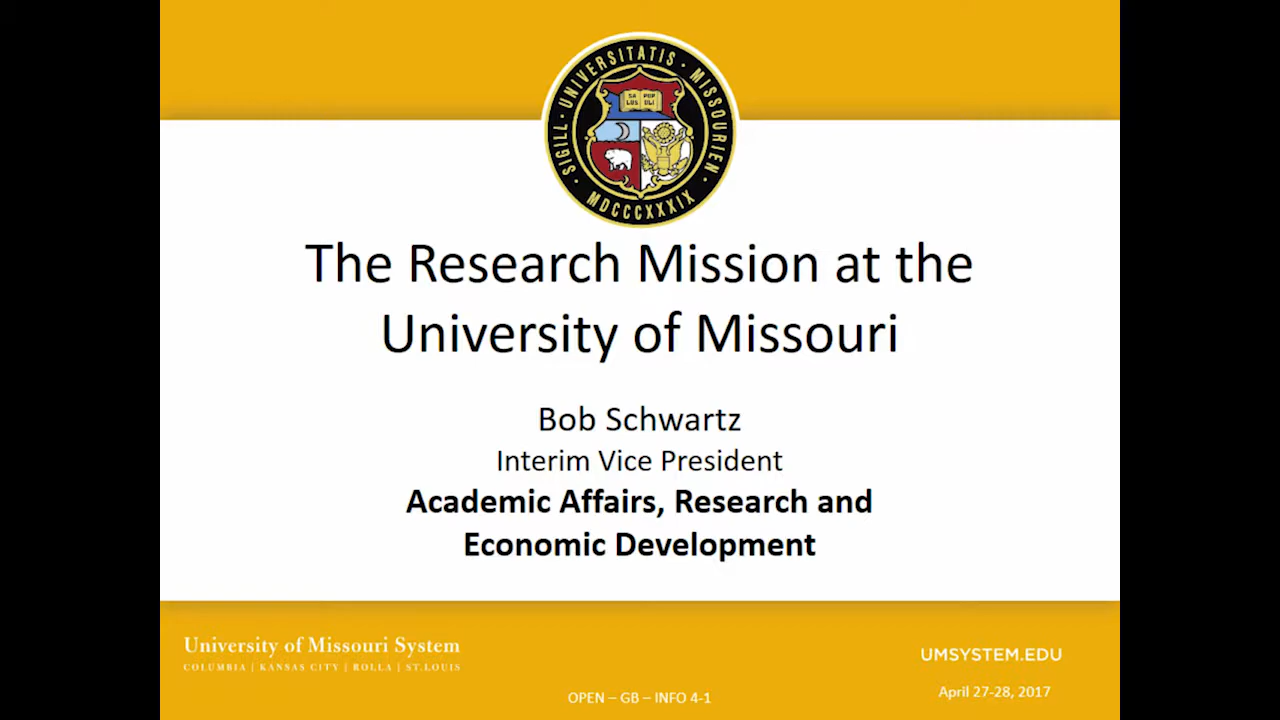 SIGILL · UNIVERSITATIS · MISSOURIEN ·
SA POP
LUS ULI
MDCCCXXXIX
The Research Mission at the
University of Missouri
Bob Schwartz
Interim Vice President
Academic Affairs, Research and
Economic Development
University of Missouri System
COLUMBIA | KANSAS CITY | ROLLA | ST.LOUIS
UMSYSTEM.EDU
April 27-28, 2017
OPEN – GB – INFO 4-1